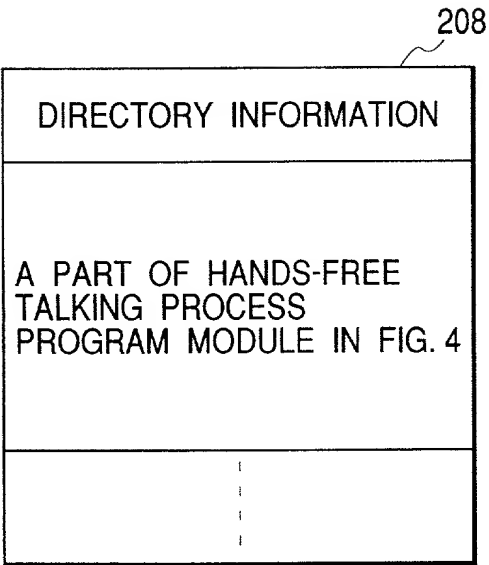 208
DIRECTORY INFORMATION
A PART OF HANDS-FREE
TALKING PROCESS
PROGRAM MODULE IN FIG. 4